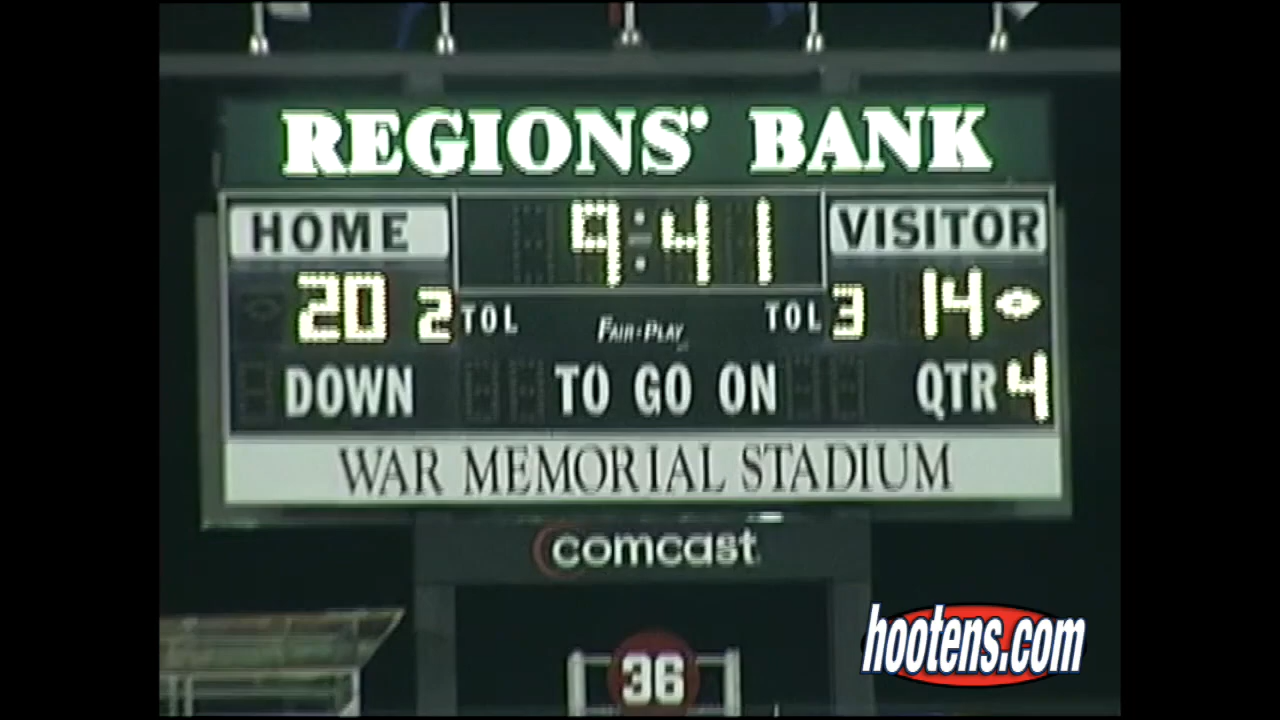 REGIONS BANK
HOME 9:41 VISITOR
20 2 TOL FAIR-PLAY TOL 3 14
DOWN TO GO ON QTR 4
WAR MEMORIAL STADIUM
comcast
36
hootens.com